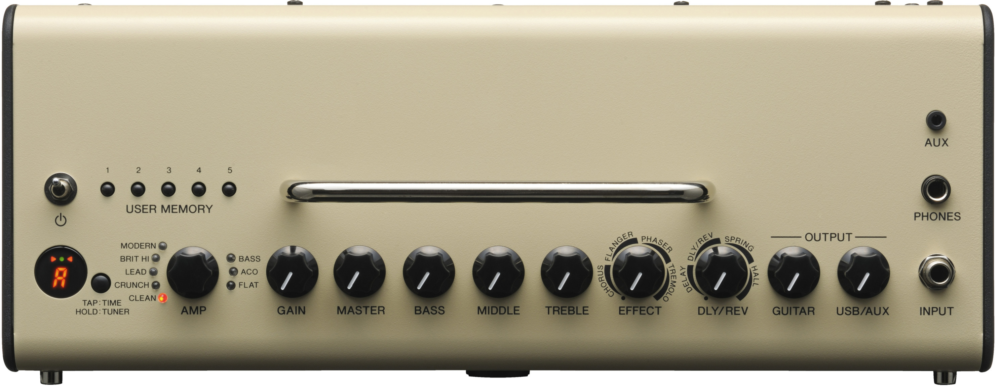 AUX
1 2 3 4 5
USER MEMORY
PHONES
OUTPUT
MODERN
BRIT HI
LEAD
CRUNCH
CLEAN
BASS
ACO
FLAT
A
TAP:TIME
HOLD:TUNER
CHORUS FLANGER PHASER TREMOLO
DELAY DLY/REV SPRING HALL
AMP GAIN MASTER BASS MIDDLE TREBLE EFFECT DLY/REV GUITAR USB/AUX INPUT